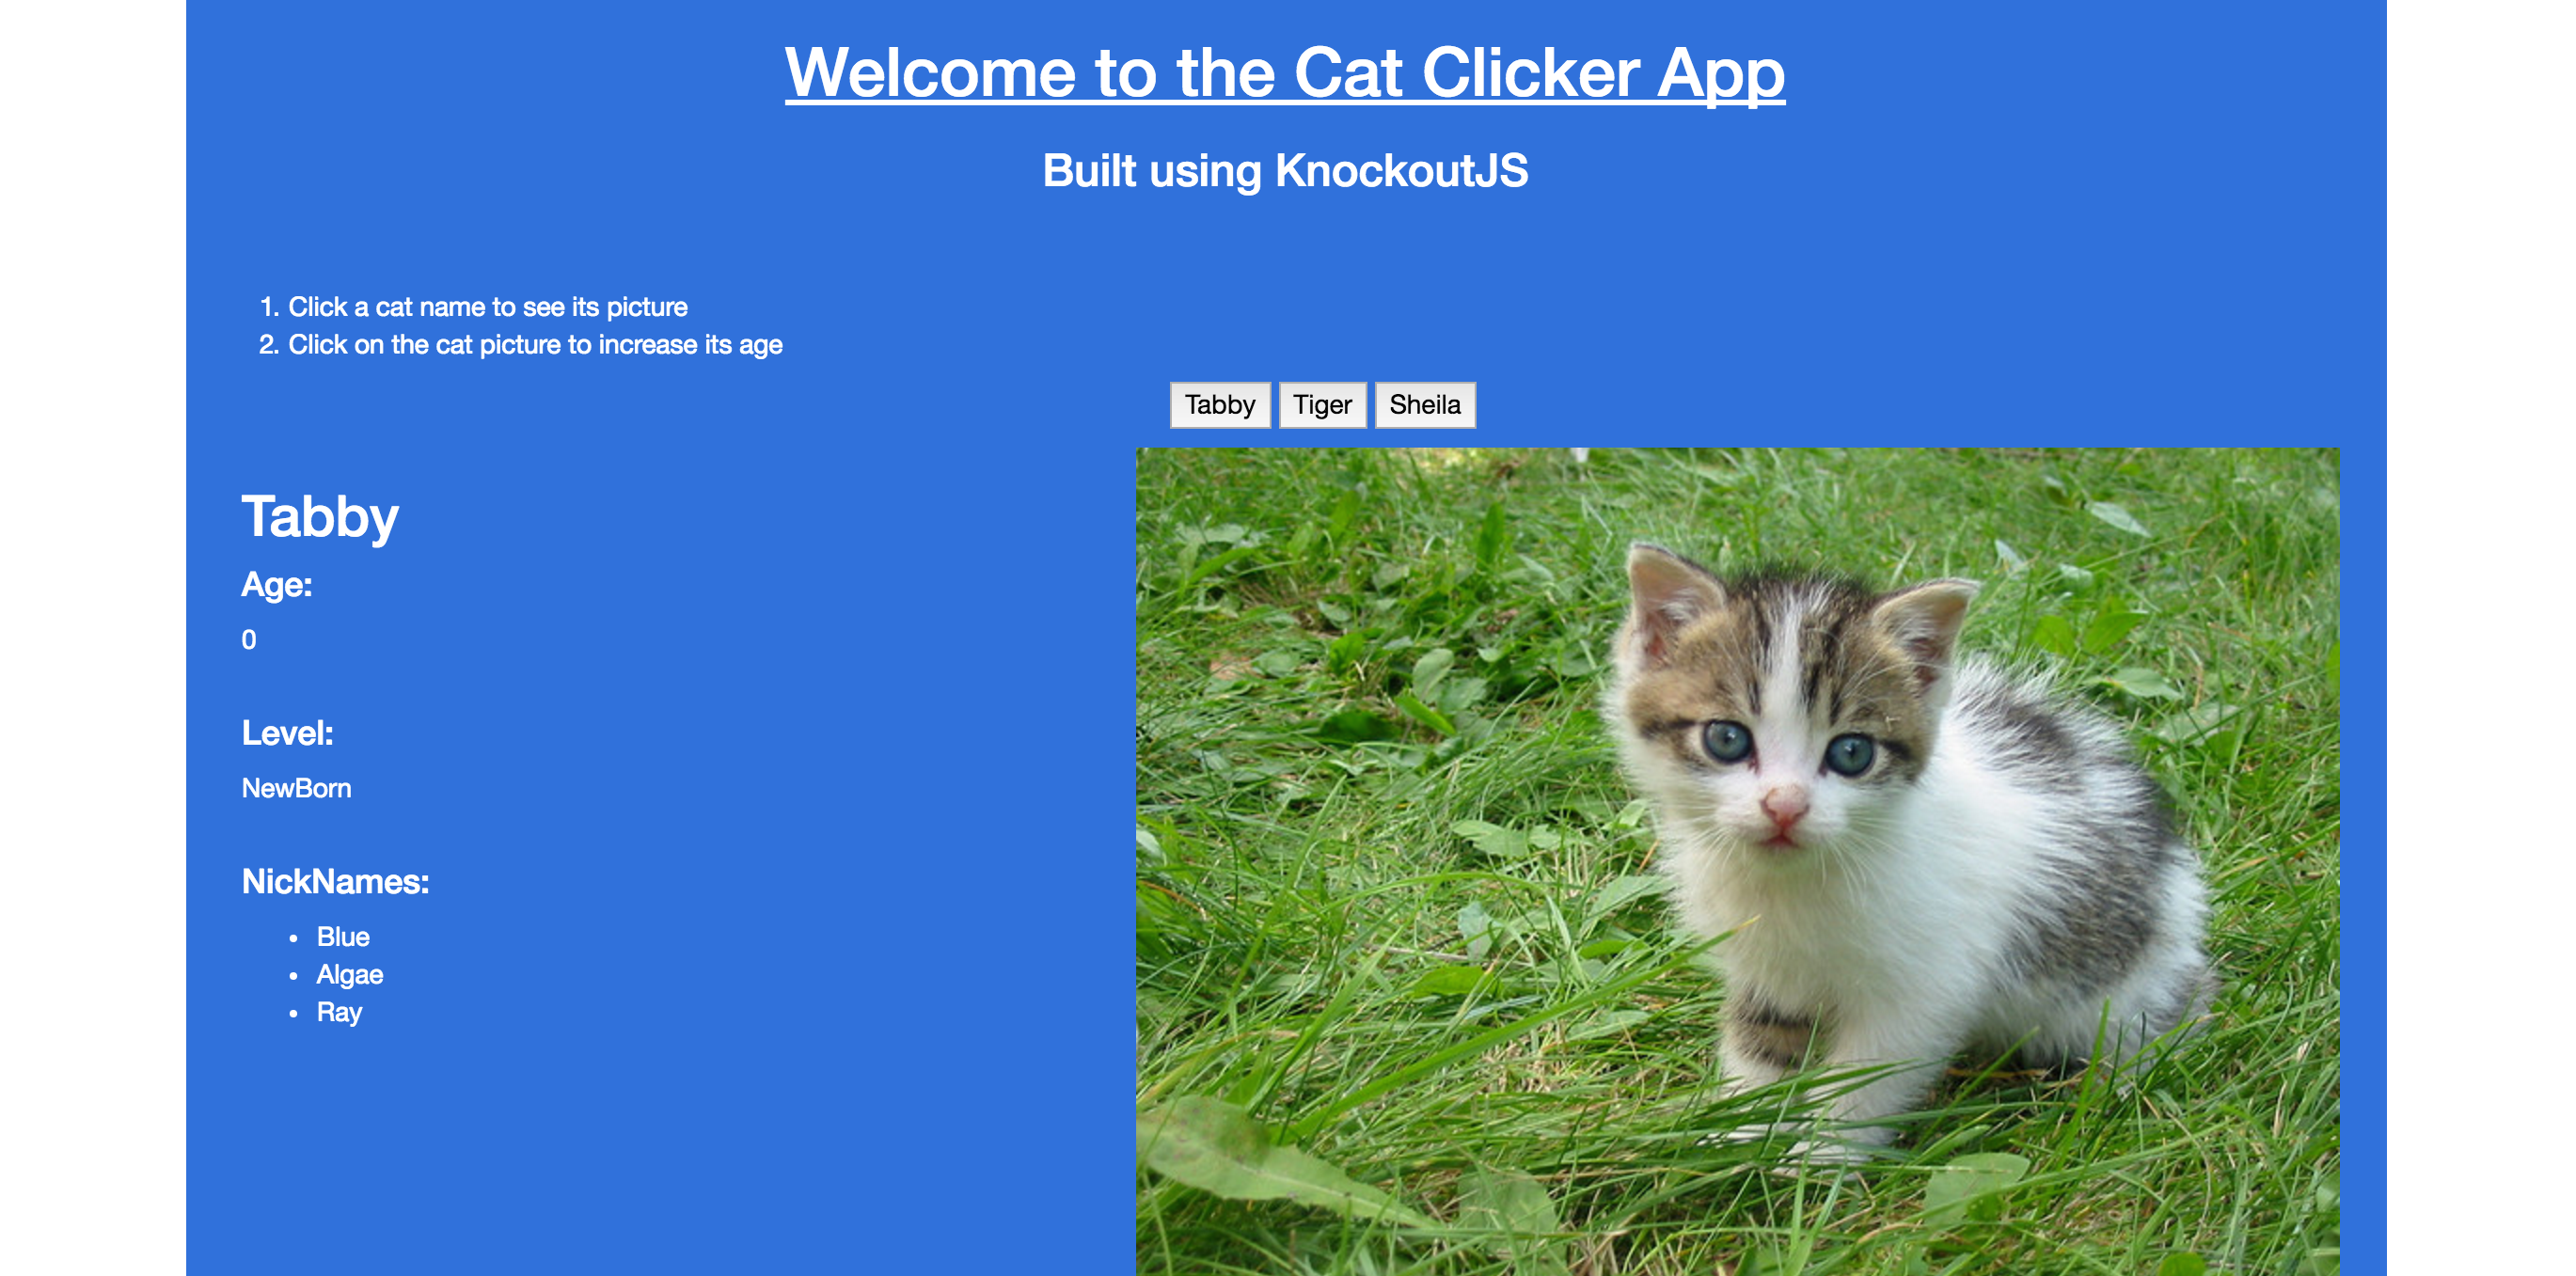 Welcome to the Cat Clicker App
Built using KnockoutJS
1. Click a cat name to see its picture
2. Click on the cat picture to increase its age
Tabby Tiger Sheila
Tabby
Age:
0
Level:
NewBorn
NickNames:
• Blue
• Algae
• Ray